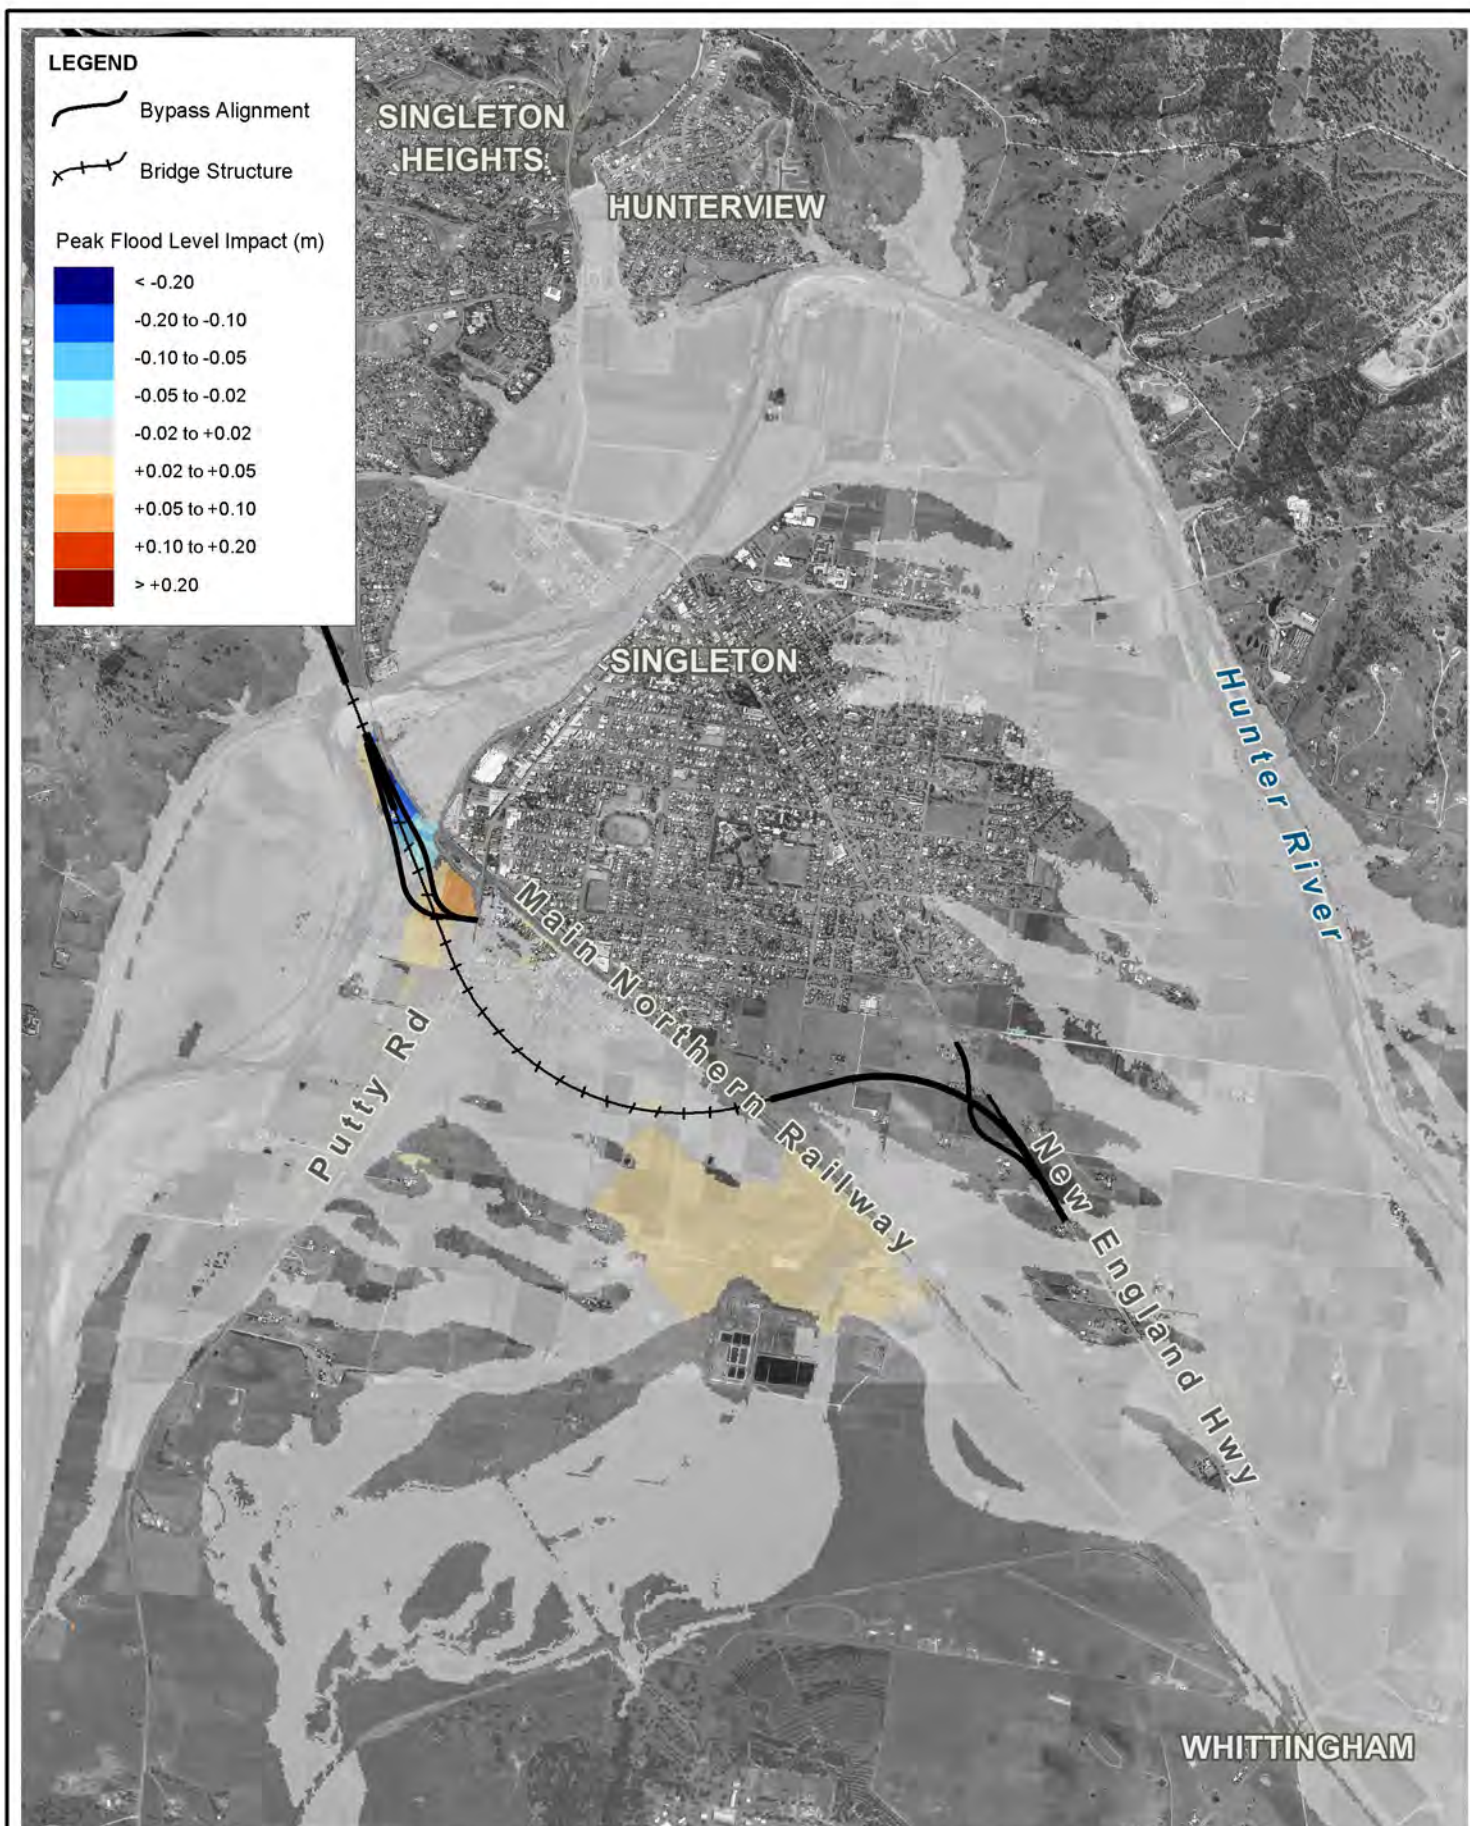 LEGEND
Bypass Alignment
Bridge Structure
Peak Flood Level Impact (m)
< -0.20
-0.20 to -0.10
-0.10 to -0.05
-0.05 to -0.02
-0.02 to +0.02
+0.02 to +0.05
+0.05 to +0.10
+0.10 to +0.20
> +0.20
SINGLETON
HEIGHTS
HUNTERVIEW
SINGLETON
Hunter River
Main Northern Railway
Putty Rd
New England Hwy
WHITTINGHAM